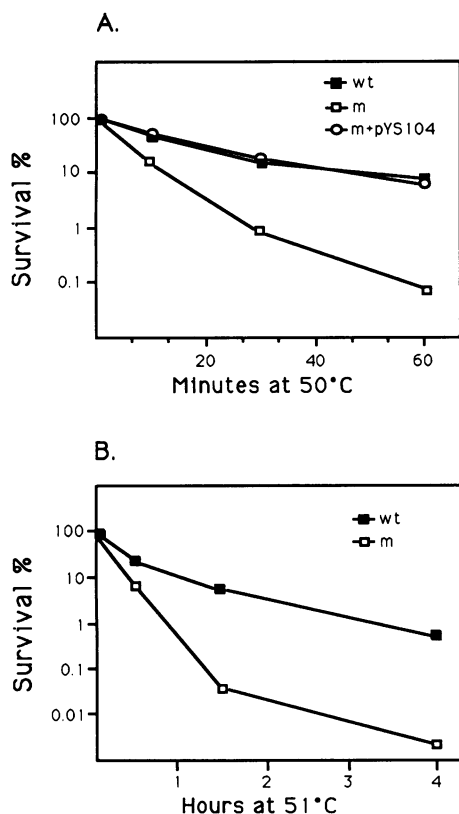 A.
wt
m
m+pYS104
100
10
1
0.1
Survival %
20
40
60
Minutes at 50°C
B.
wt
m
100
10
1
0.1
0.01
Survival %
1
2
3
4
Hours at 51°C